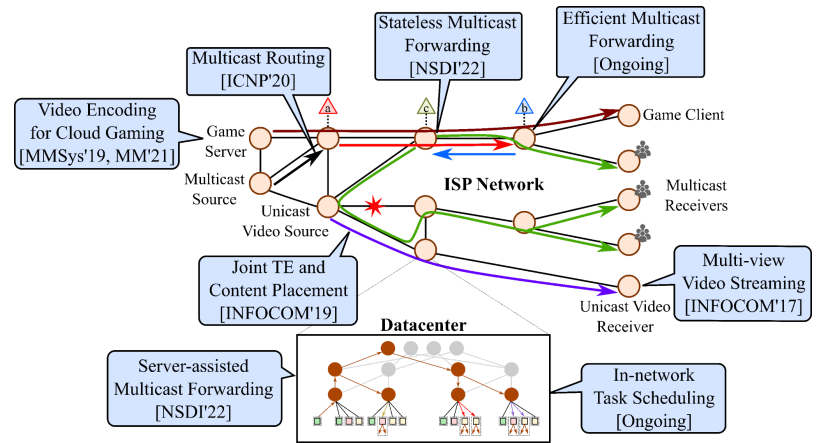 Stateless Multicast
Forwarding
[NSDI'22]
Efficient Multicast
Forwarding
[Ongoing]
Multicast Routing
[ICNP'20]
Video Encoding
for Cloud Gaming
[MMSys'19, MM'21]
a
c
b
Game
Server
Game Client
Multicast
Source
ISP Network
Multicast
Receivers
Unicast
Video Source
Joint TE and
Content Placement
[INFOCOM'19]
Multi-view
Video Streaming
[INFOCOM'17]
Unicast Video
Receiver
Datacenter
Server-assisted
Multicast Forwarding
[NSDI'22]
In-network
Task Scheduling
[Ongoing]